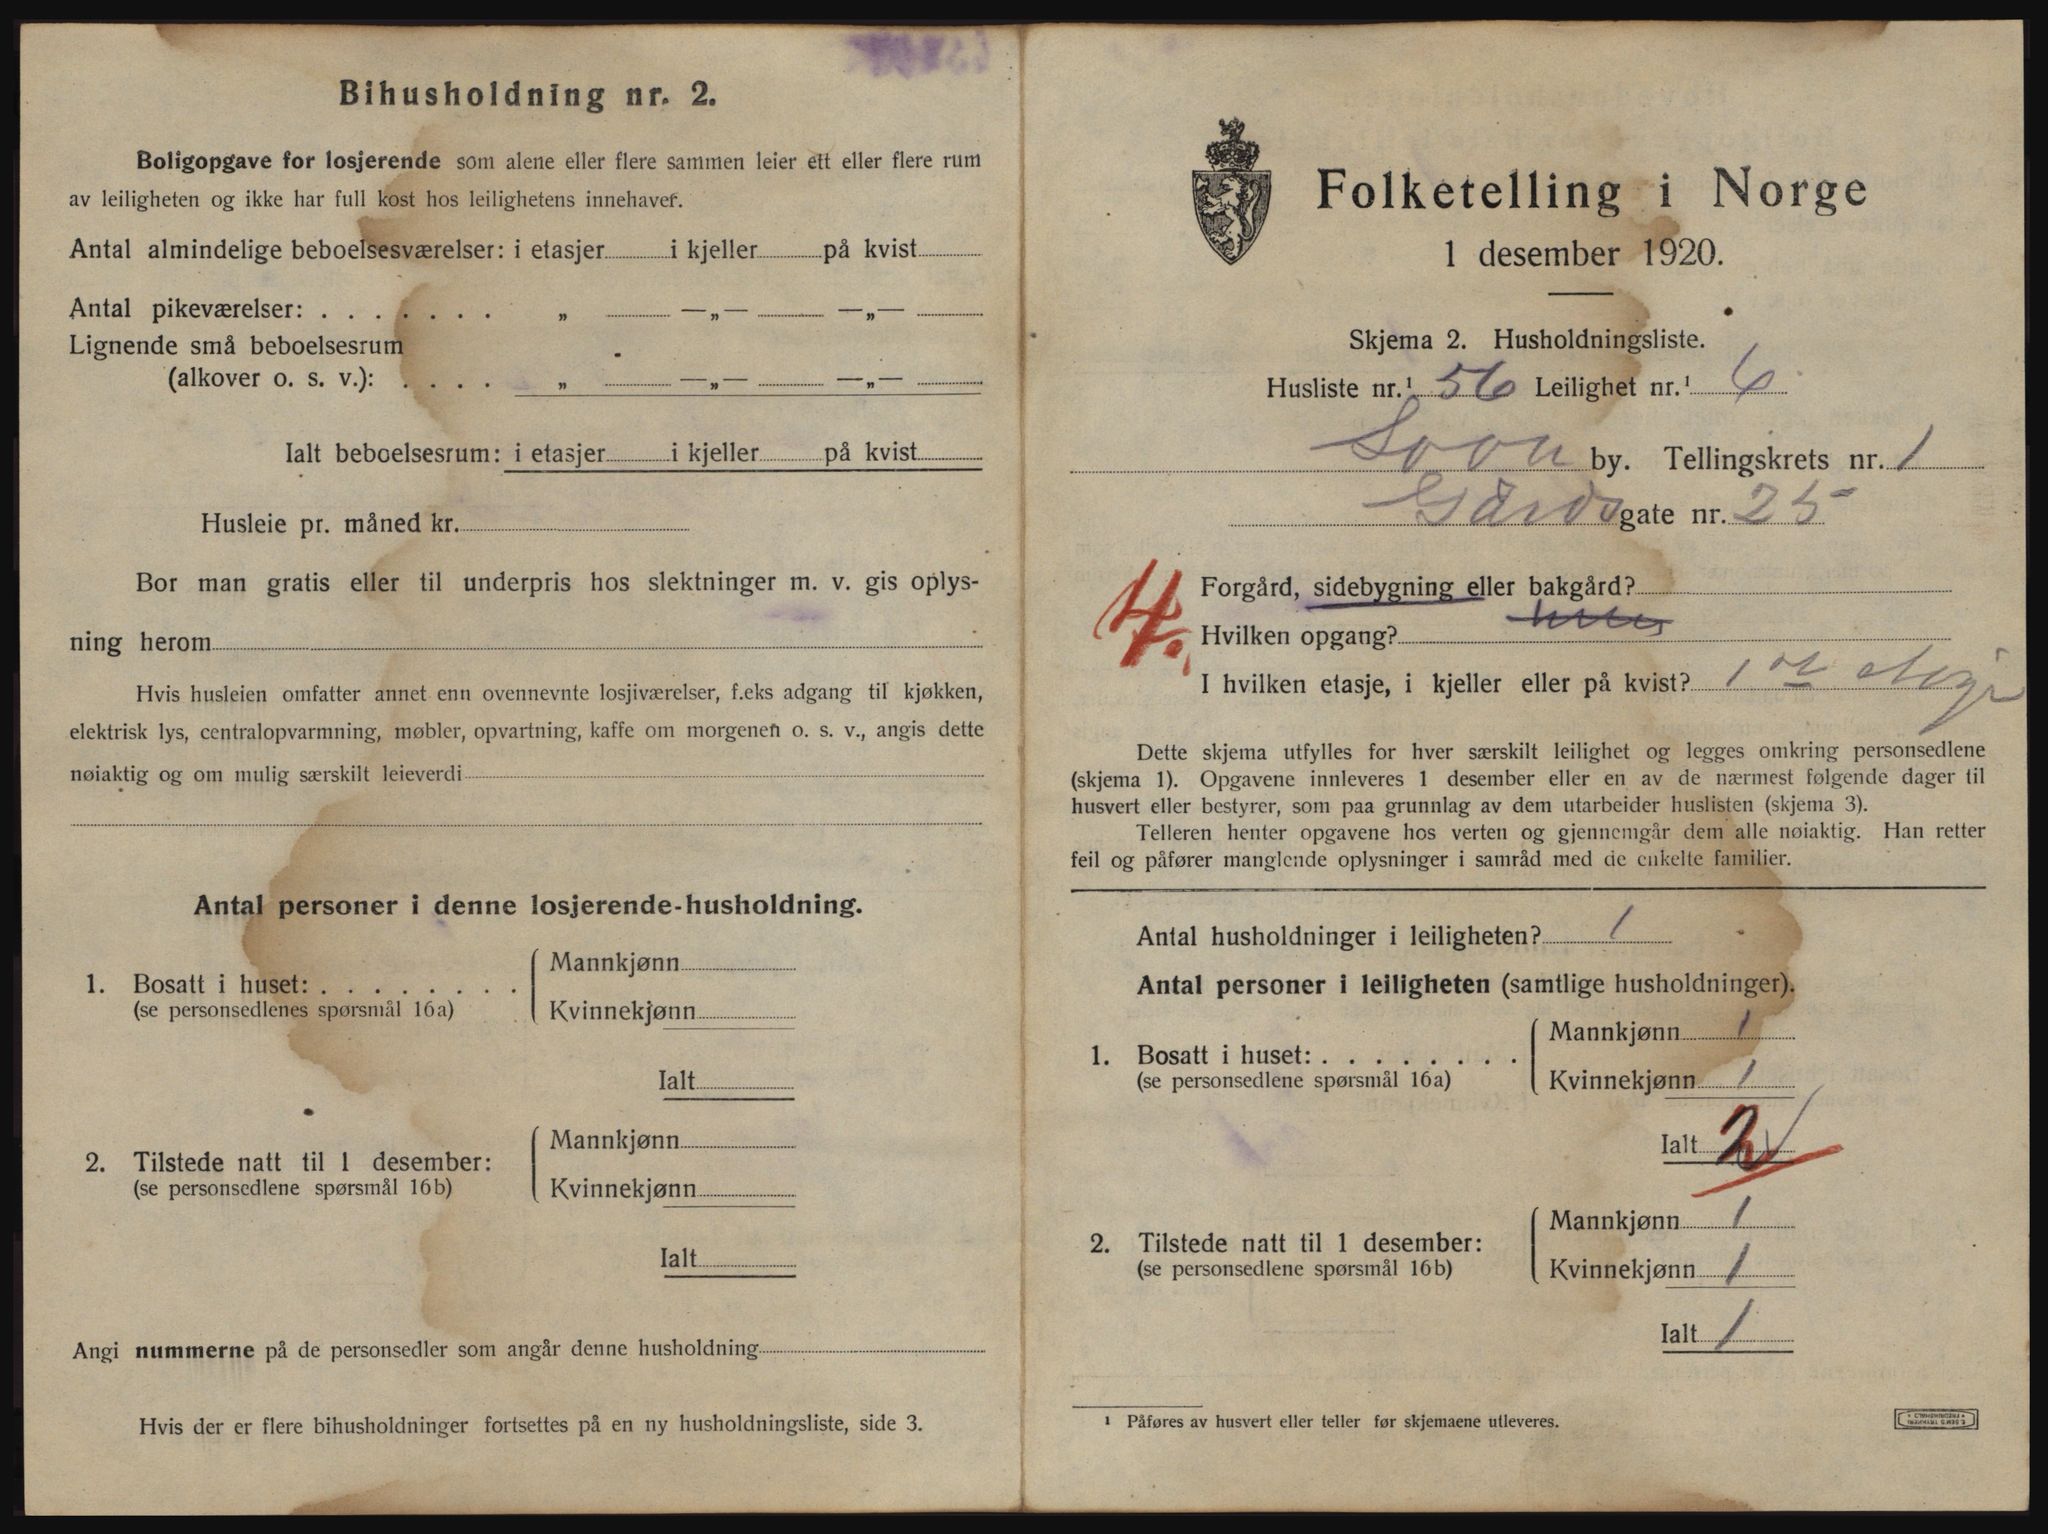 Bihusholdning nr. 2.
Boligopgave for losjerende som alene eller flere sammen leier ett eller flere rum
av leiligheten og ikke har full kost hos leilighetens innehaver.
Antal almindelige beboelsesværelser: i etasjer i kjeller på kvist
Antal pikeværelser: . . . . . . . „ —„— —„—
Lignende små beboelsesrum
(alkover o. s. v.): . . . . „ —„— —„—
Ialt beboelsesrum: i etasjer i kjeller på kvist
Husleie pr. måned kr.
Bor man gratis eller til underpris hos slektninger m. v. gis oplys-
ning herom
Hvis husleien omfatter annet enn ovennevnte losjiværelser, f.eks adgang til kjøkken,
elektrisk lys, centralopvarmning, møbler, opvartning, kaffe om morgenen o. s. v., angis dette
nøiaktig og om mulig særskilt leieverdi
Antal personer i denne losjerende-husholdning.
1. Bosatt i huset: . . . . . . . . Mannkjønn
(se personsedlenes spørsmål 16a) Kvinnekjønn
Ialt
2. Tilstede natt til 1 desember: Mannkjønn
(se personsedlene spørsmål 16b) Kvinnekjønn
Ialt
Angi nummerne på de personsedler som angår denne husholdning
Hvis der er flere bihusholdninger fortsettes på en ny husholdningsliste, side 3.
Folketelling i Norge
1 desember 1920.
Skjema 2. Husholdningsliste.
Husliste nr.¹ 56 Leilighet nr.¹ 6
Soon by. Tellingskrets nr. 1
Gårds gate nr. 25
4.
Forgård, sidebygning eller bakgård?
Hvilken opgang?
I hvilken etasje, i kjeller eller på kvist? 1
Dette skjema utfylles for hver særskilt leilighet og legges omkring personsedlene
(skjema 1). Opgavene innleveres 1 desember eller en av de nærmest følgende dager til
husvert eller bestyrer, som paa grunnlag av dem utarbeider huslisten (skjema 3).
Telleren henter opgavene hos verten og gjennemgår dem alle nøiaktig. Han retter
feil og påfører manglende oplysninger i samråd med de enkelte familier.
Antal husholdninger i leiligheten? 1
Antal personer i leiligheten (samtlige husholdninger).
1. Bosatt i huset: . . . . . . . . Mannkjønn 1
(se personsedlene spørsmål 16a) Kvinnekjønn 1
Ialt 2
2. Tilstede natt til 1 desember: Mannkjønn 1
(se personsedlene spørsmål 16b) Kvinnekjønn 1
Ialt 1
¹ Påføres av husvert eller teller før skjemaene utleveres.